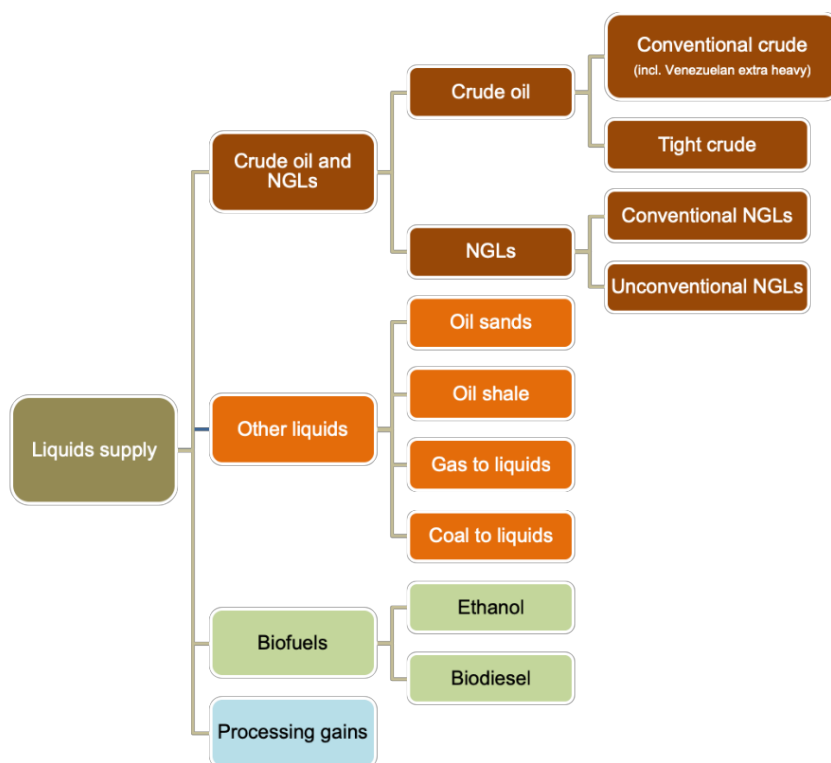 Liquids supply
Crude oil and
NGLs
Crude oil
Conventional crude
(incl. Venezuelan extra heavy)
Tight crude
NGLs
Conventional NGLs
Unconventional NGLs
Other liquids
Oil sands
Oil shale
Gas to liquids
Coal to liquids
Biofuels
Ethanol
Biodiesel
Processing gains